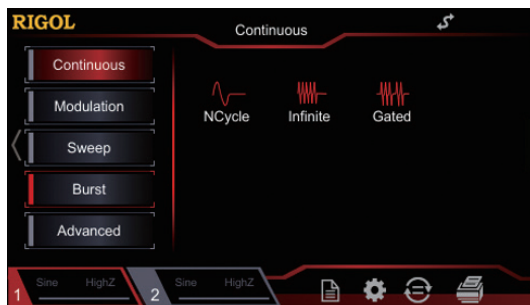 RIGOL
Continuous
Continuous
Modulation
Sweep
Burst
Advanced
NCycle
Infinite
Gated
1
Sine
HighZ
2
Sine
HighZ